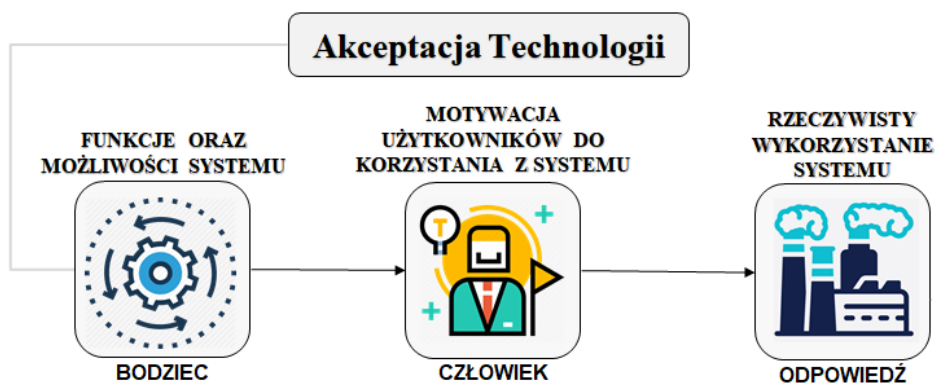 Akceptacja Technologii
FUNKCJE ORAZ
MOŻLIWOŚCI SYSTEMU
MOTYWACJA
UŻYTKOWNIKÓW DO
KORZYSTANIA Z SYSTEMU
RZECZYWISTY
WYKORZYSTANIE
SYSTEMU
T
BODZIEC
CZŁOWIEK
ODPOWIEDŹ